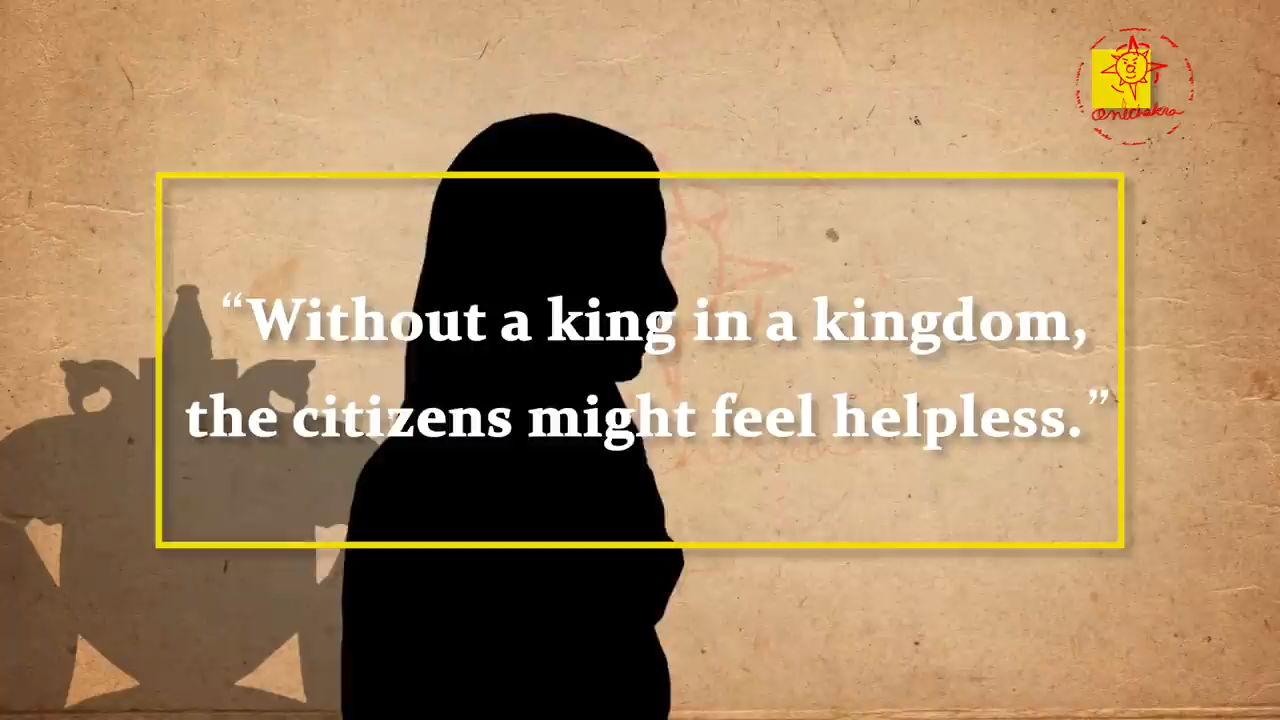 “Without a king in a kingdom,
the citizens might feel helpless.”